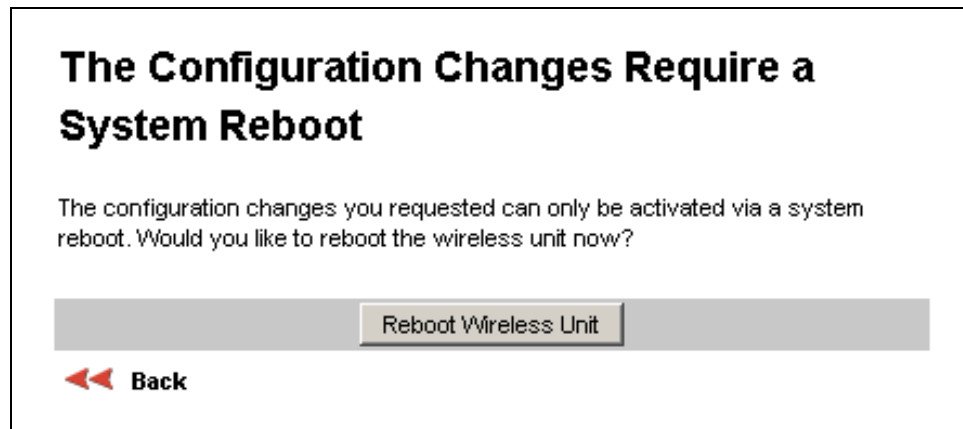 The Configuration Changes Require a
System Reboot
The configuration changes you requested can only be activated via a system
reboot. Would you like to reboot the wireless unit now?
Reboot Wireless Unit
Back